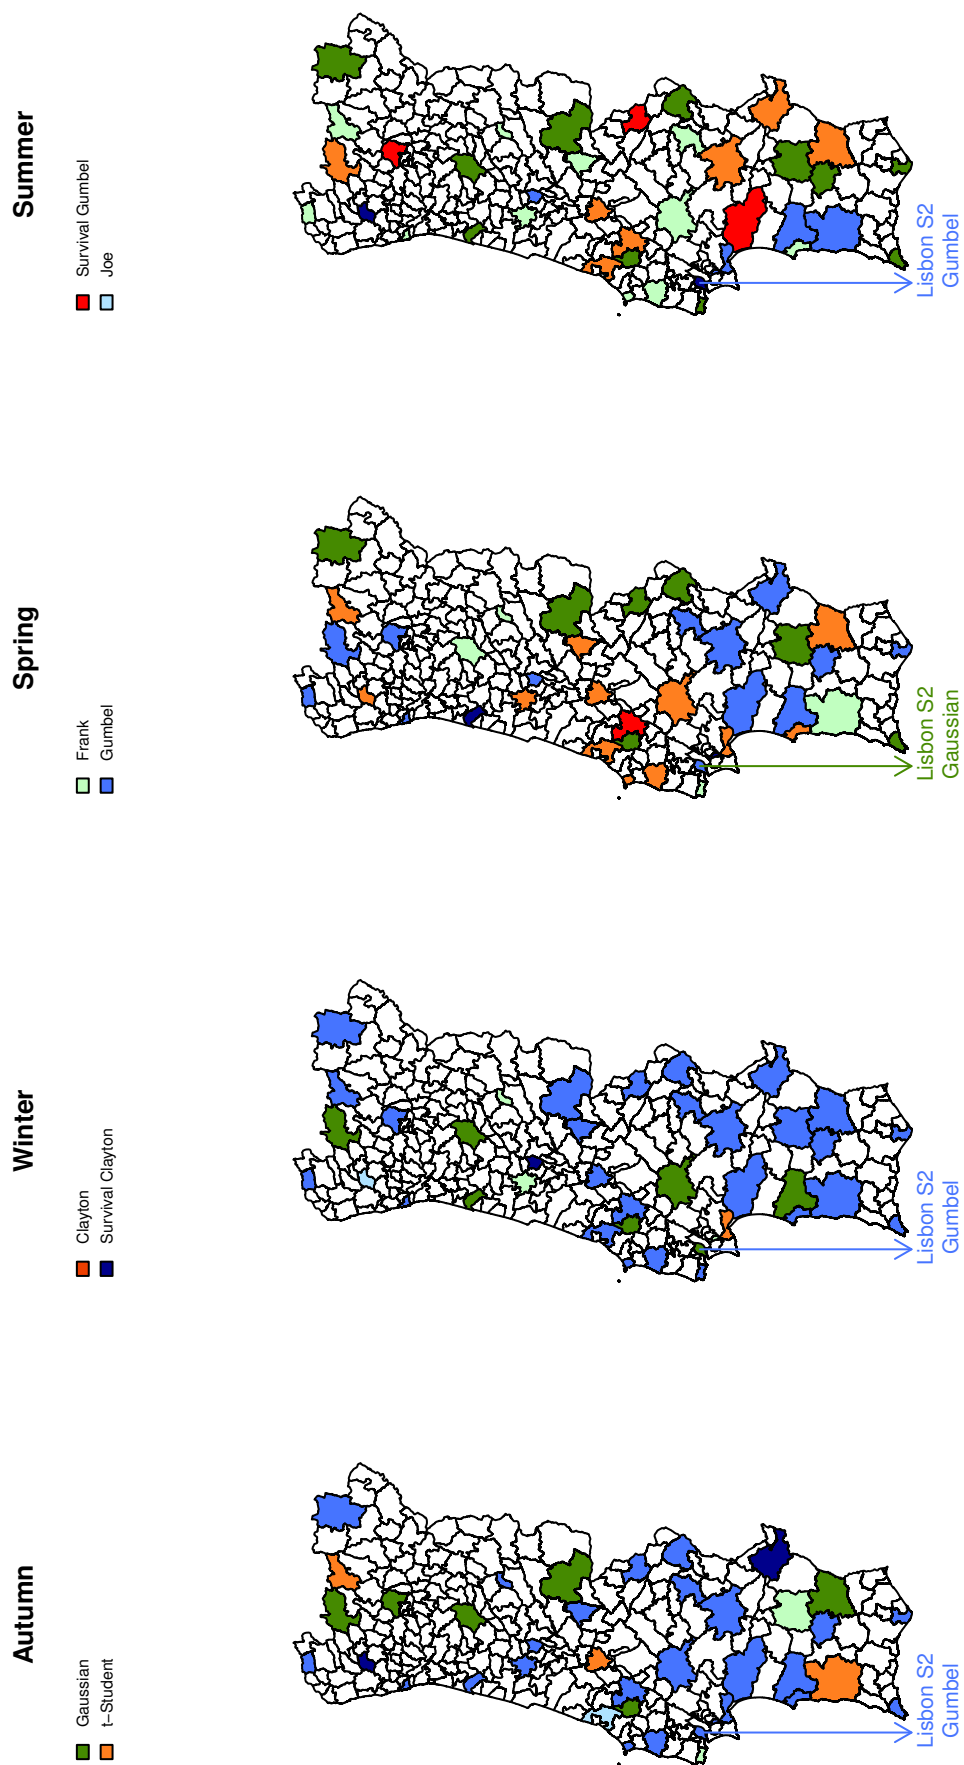 Autumn
Winter
Spring
Summer
Gaussian
t−Student
Clayton
Survival Clayton
Frank
Gumbel
Survival Gumbel
Joe
Lisbon S2
Gumbel
Lisbon S2
Gumbel
Lisbon S2
Gaussian
Lisbon S2
Gumbel